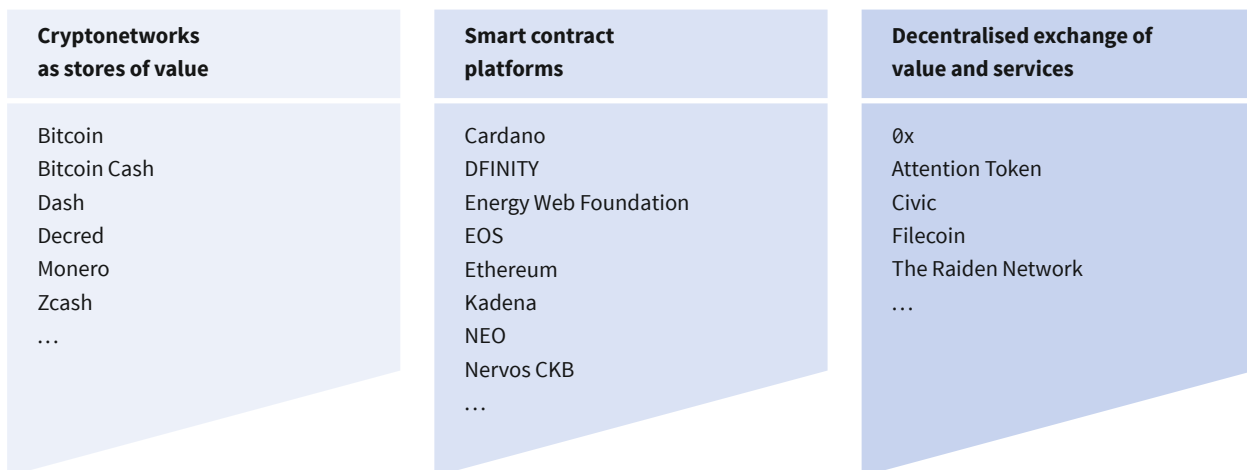 Cryptonetworks
as stores of value
Bitcoin
Bitcoin Cash
Dash
Decred
Monero
Zcash
…
Smart contract
platforms
Cardano
DFINITY
Energy Web Foundation
EOS
Ethereum
Kadena
NEO
Nervos CKB
…
Decentralised exchange of
value and services
0x
Attention Token
Civic
Filecoin
The Raiden Network
…